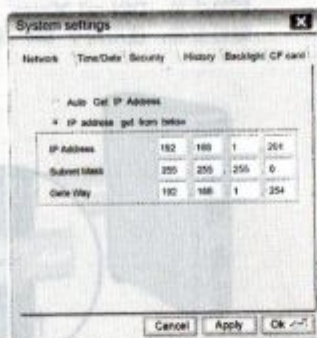 System settings
Network Time/Date Security History Backlight CF card
Auto Get IP Address
IP address get from below
IP Address 192 168 1 201
Subnet Mask 255 255 255 0
Gate Way 192 168 1 254
Cancel Apply Ok